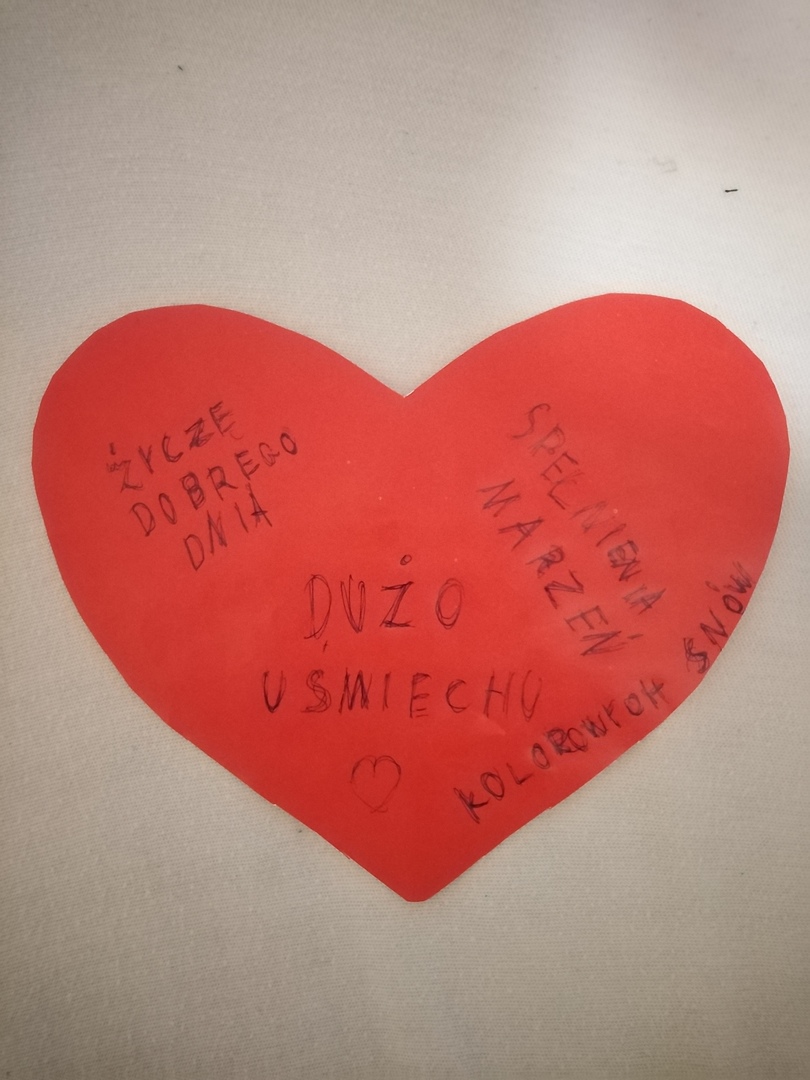 ŻYCZĘ
DOBREGO
DNIA
SPEŁNIENIA
MARZEŃ
DUŻO
UŚMIECHU
KOLOROWYCH SNÓW